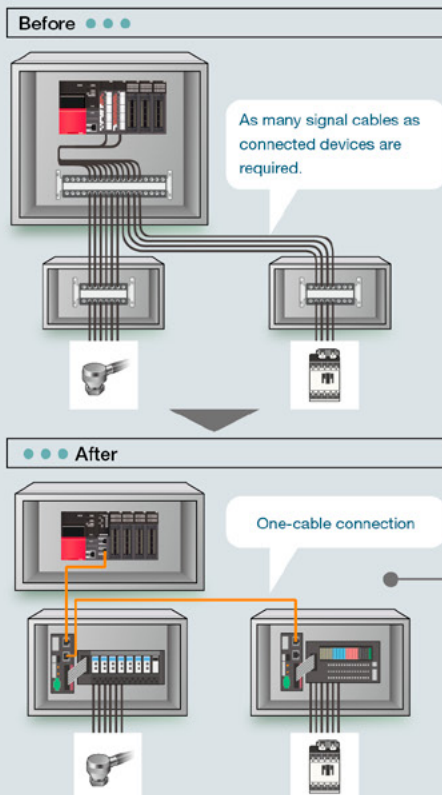 Before
As many signal cables as
connected devices are
required.
After
One-cable connection